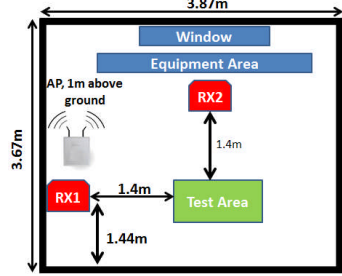 3.87m
Window
Equipment Area
AP, 1m above
ground
RX2
3.67m
1.4m
1.4m
RX1
Test Area
1.44m